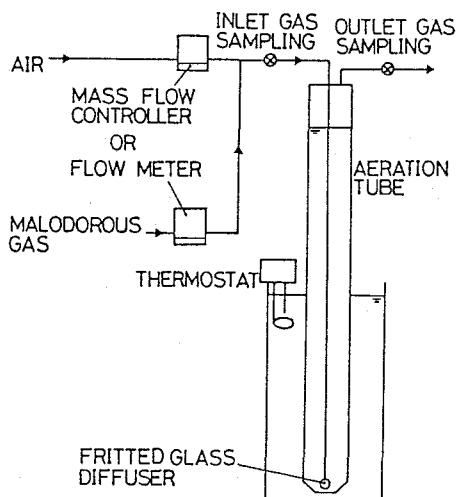 INLET GAS
SAMPLING
OUTLET GAS
SAMPLING
AIR
MASS FLOW
CONTROLLER
OR
FLOW METER
AERATION
TUBE
MALODOROUS
GAS
THERMOSTAT
FRITTED GLASS
DIFFUSER